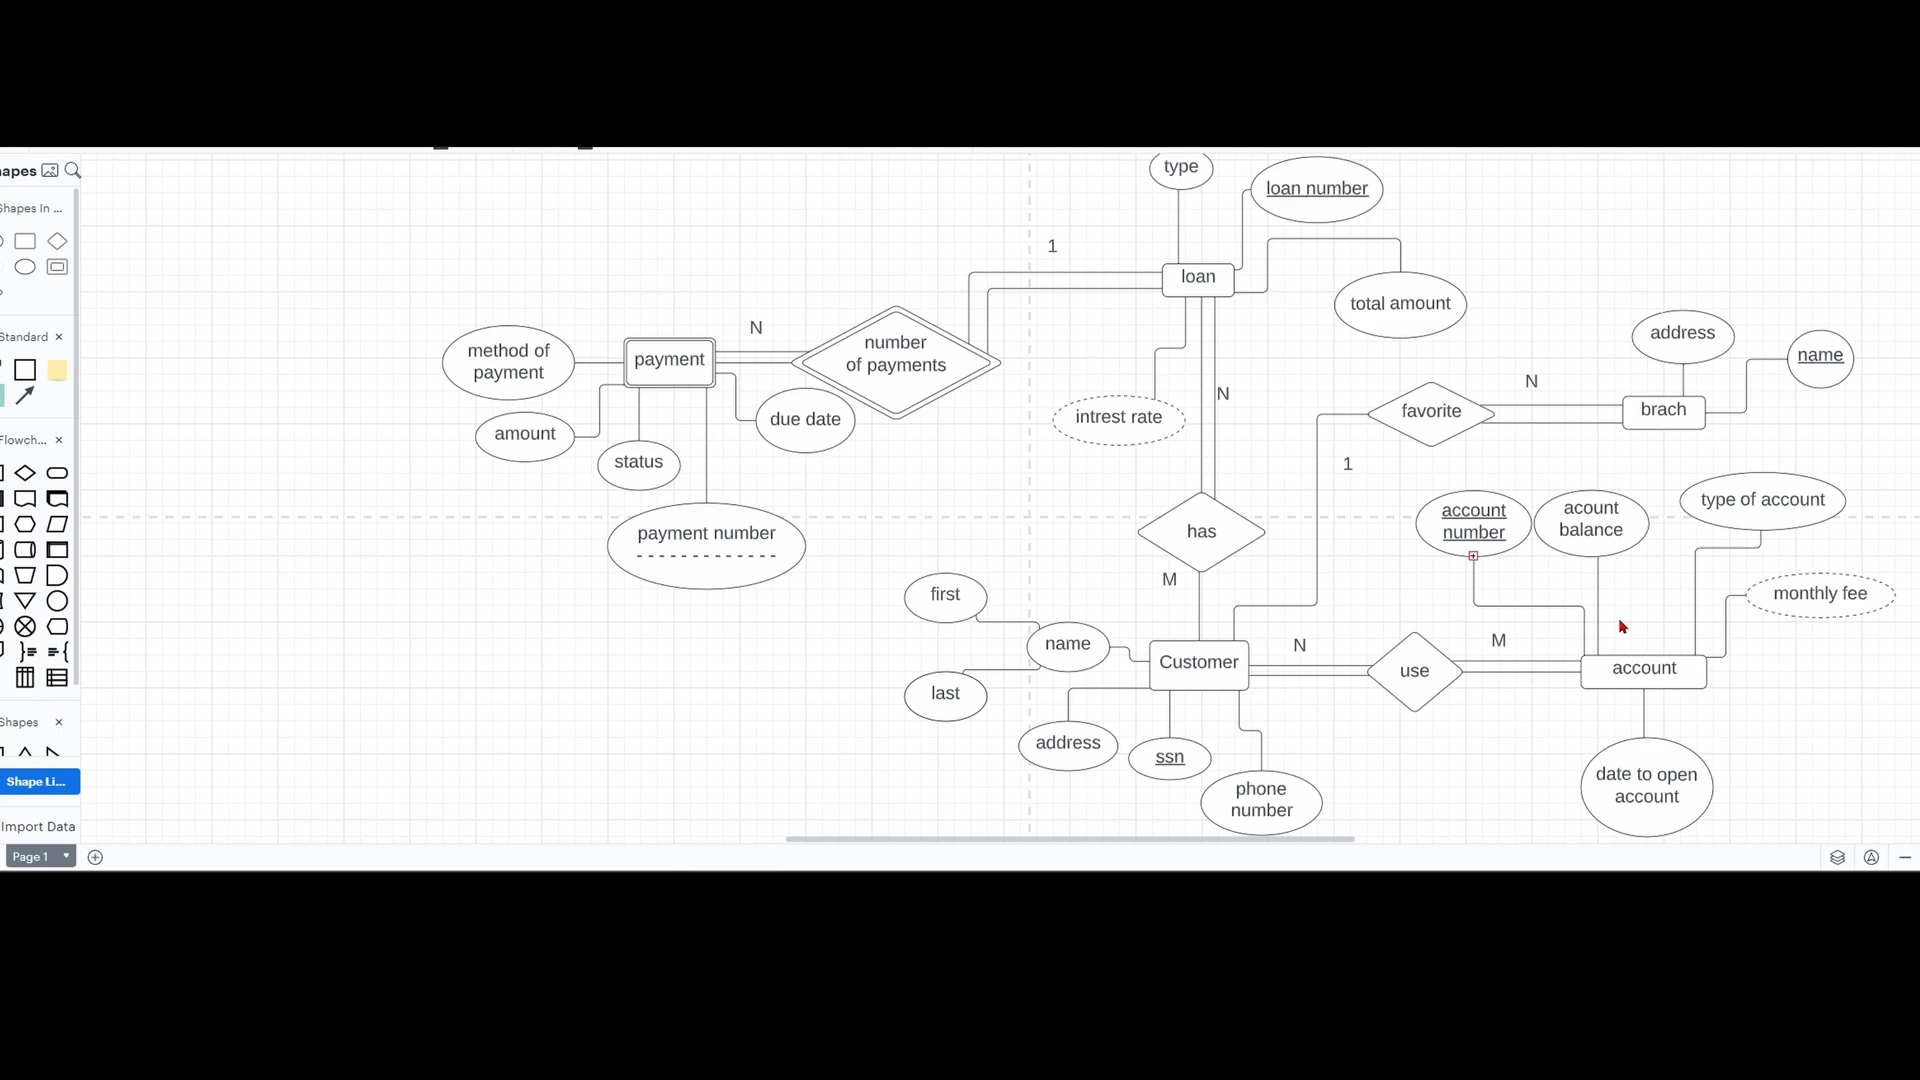 apes
Shapes In ...
Standard
Flowch...
Shapes
Shape Li...
Import Data
Page 1
type
loan number
1
loan
total amount
N
number
of payments
method of
payment
payment
due date
amount
status
payment number
intrest rate
N
address
name
N
favorite
brach
1
has
M
account
number
acount
balance
type of account
monthly fee
first
name
last
Customer
N
use
M
account
address
ssn
phone
number
date to open
account